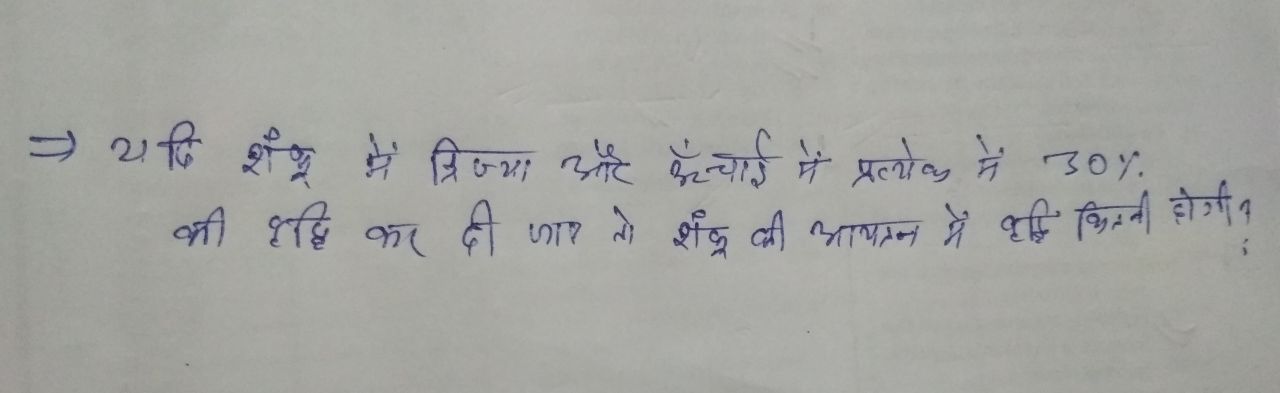 ⇒ यदि शंकू में त्रिज्या और ऊँचाई में प्रत्येक में 30%
की वृद्धि कर दी जाए तो शंकू की आयतन में वृद्धि कितनी होगी?